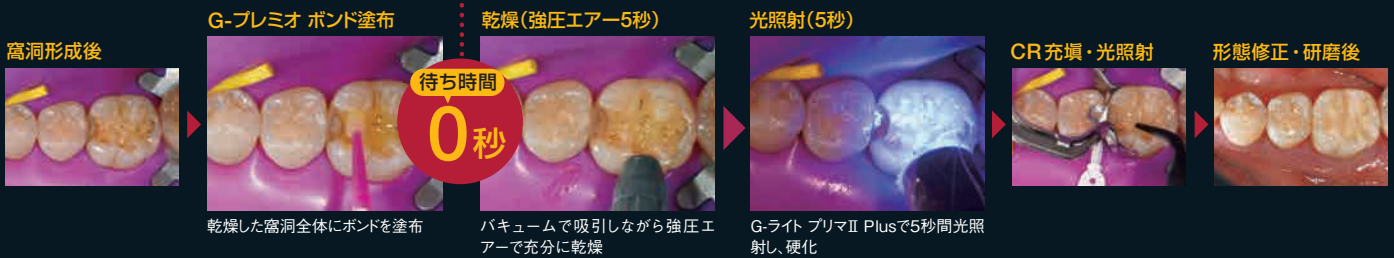 窩洞形成後
G-プレミオ ボンド塗布
乾燥した窩洞全体にボンドを塗布
待ち時間
0秒
乾燥(強圧エアー5秒)
バキュームで吸引しながら強圧エ
アーで充分に乾燥
光照射(5秒)
G-ライト プリマⅡ Plusで5秒間光照
射し、硬化
CR充塡・光照射
形態修正・研磨後